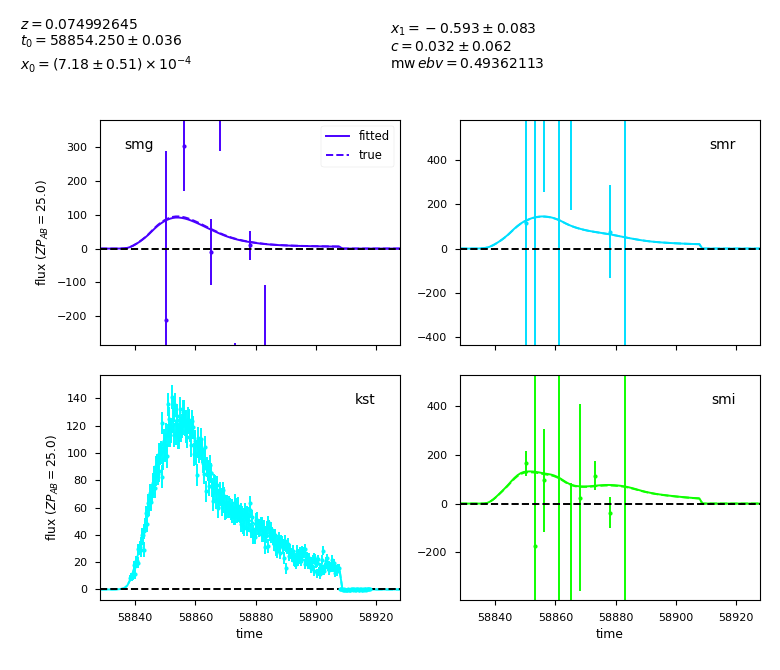 z = 0.074992645
t₀ = 58854.250 ± 0.036
x₀ = (7.18 ± 0.51) × 10⁻⁴
x₁ = −0.593 ± 0.083
c = 0.032 ± 0.062
mwebv = 0.49362113
smg
fitted
true
300
200
100
0
−100
−200
flux (ZP_AB = 25.0)
smr
400
200
0
−200
−400
kst
140
120
100
80
60
40
20
0
flux (ZP_AB = 25.0)
58840 58860 58880 58900 58920
time
smi
400
200
0
−200
58840 58860 58880 58900 58920
time